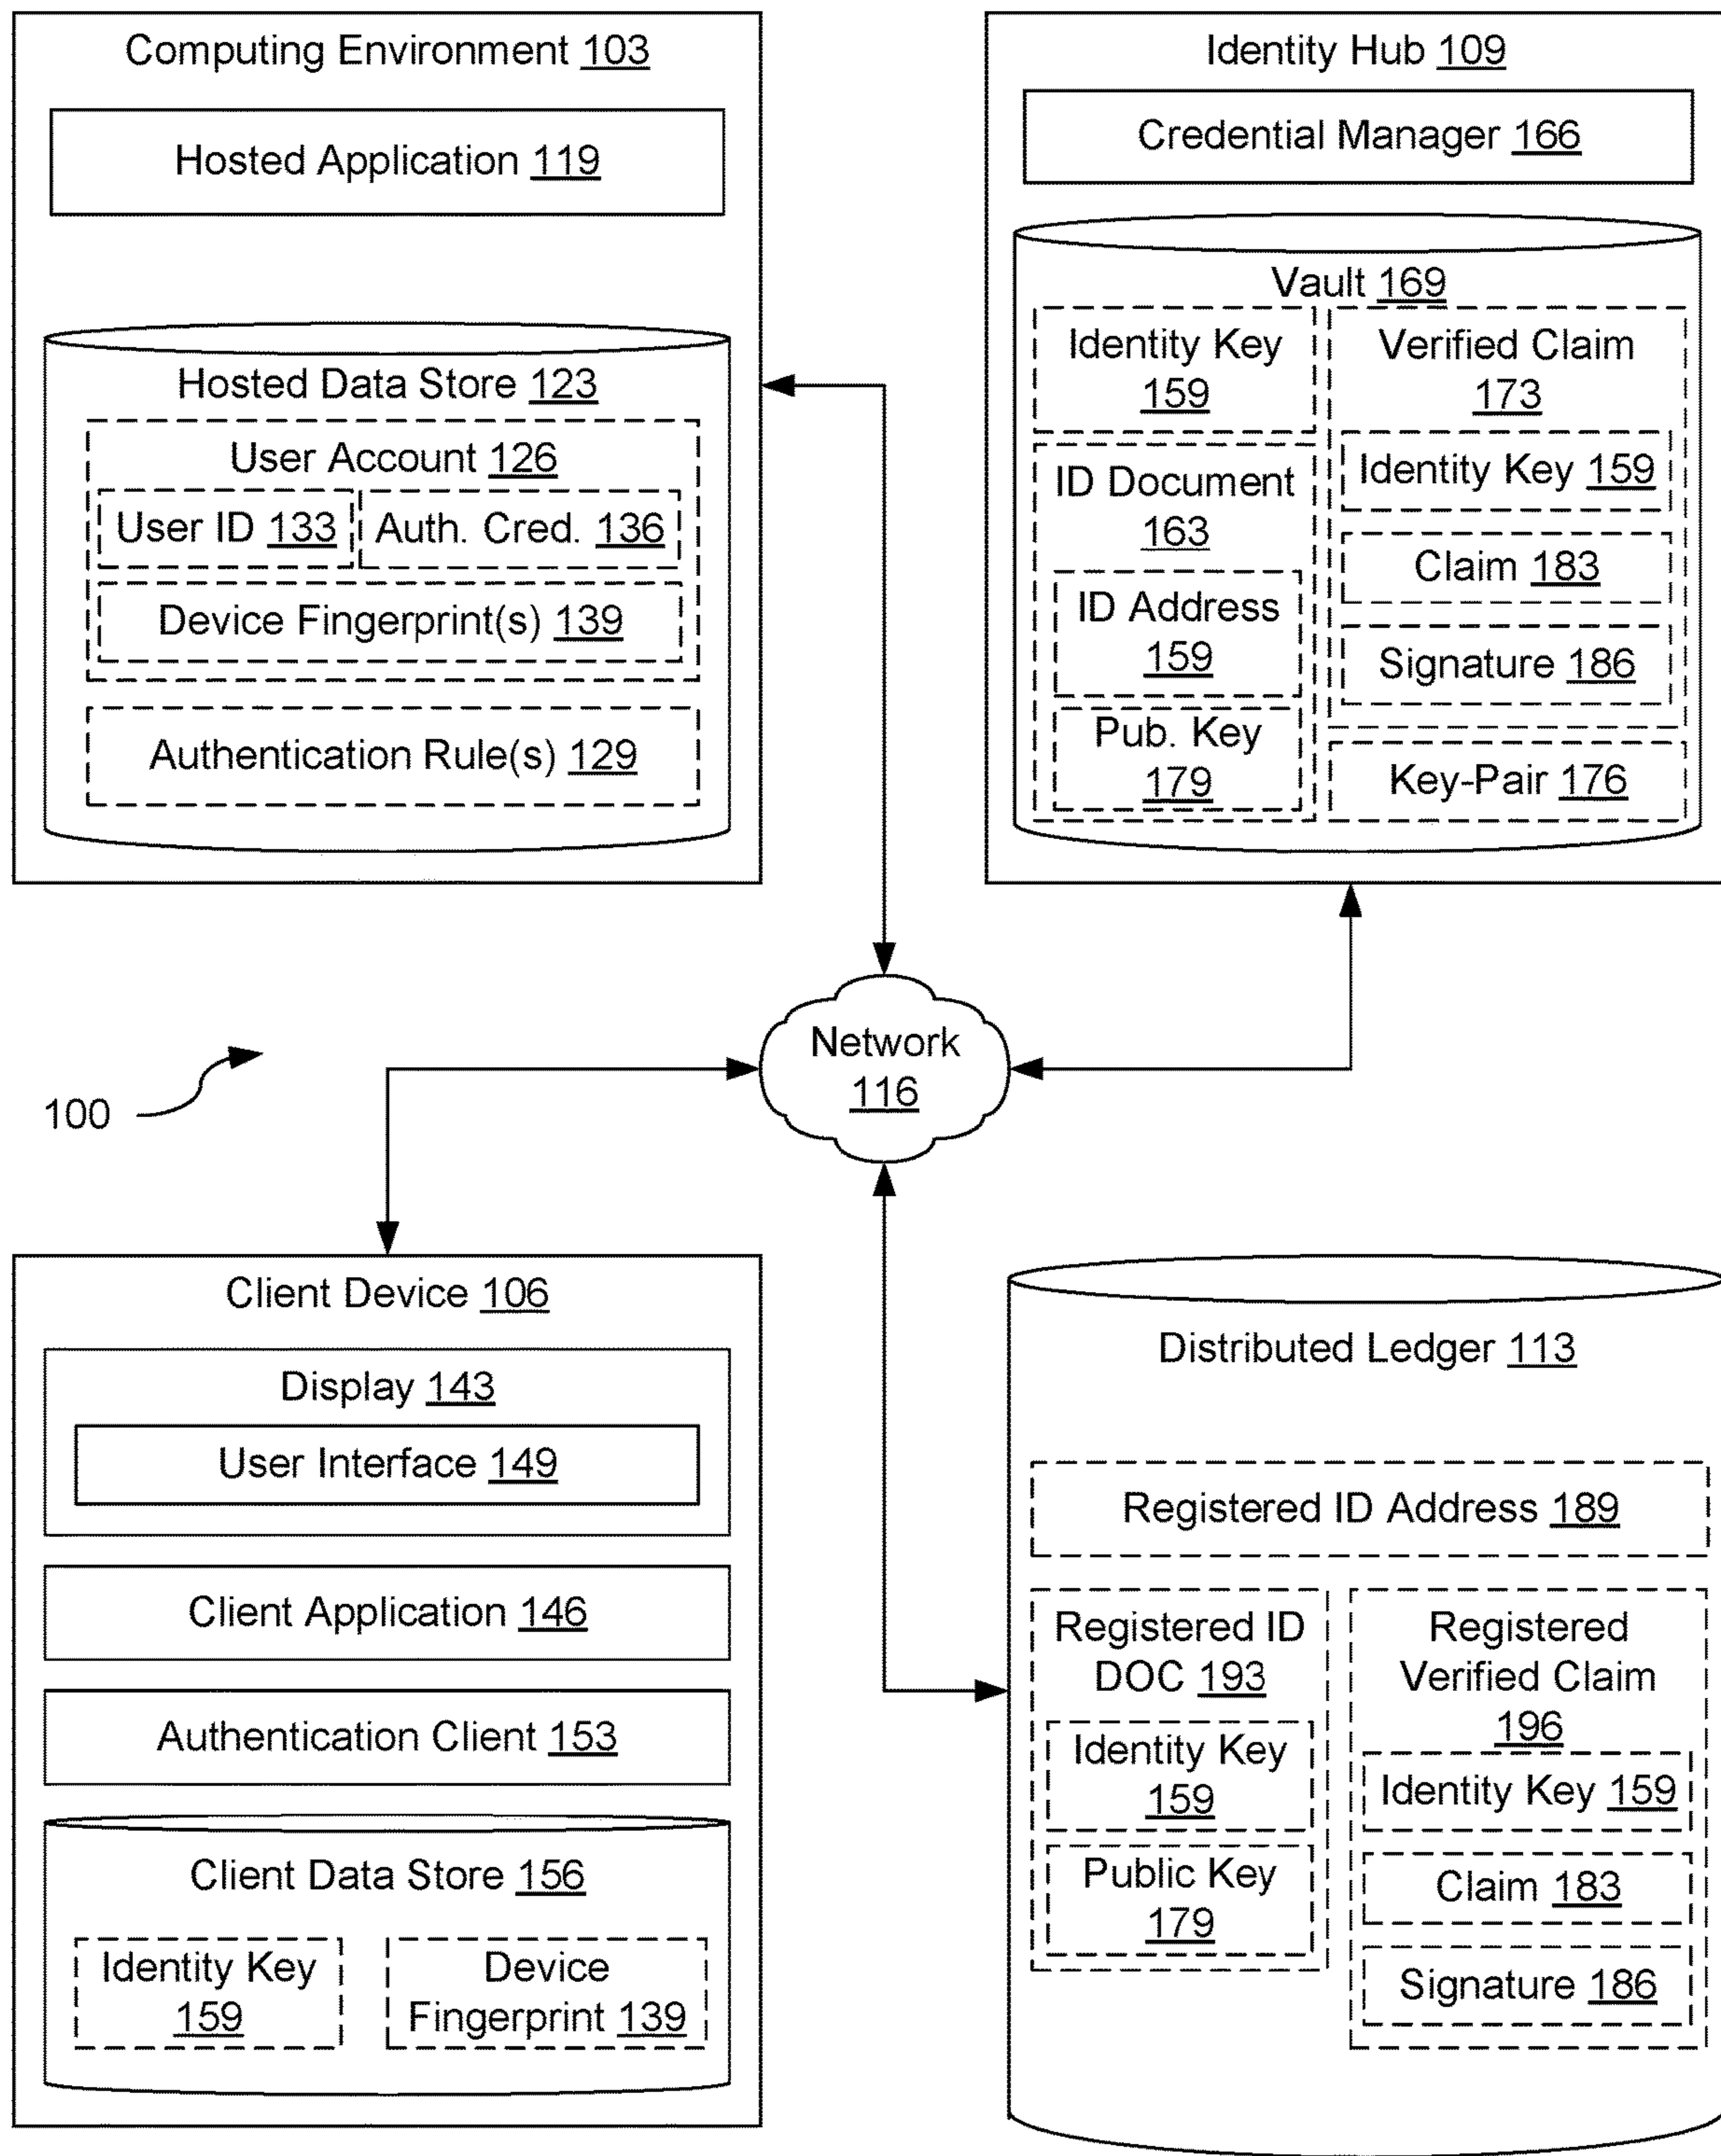 Computing Environment 103
Hosted Application 119
Hosted Data Store 123
User Account 126
User ID 133
Auth. Cred. 136
Device Fingerprint(s) 139
Authentication Rule(s) 129
Identity Hub 109
Credential Manager 166
Vault 169
Identity Key
159
ID Document
163
ID Address
159
Pub. Key
179
Verified Claim
173
Identity Key 159
Claim 183
Signature 186
Key-Pair 176
Network
116
100
Client Device 106
Display 143
User Interface 149
Client Application 146
Authentication Client 153
Client Data Store 156
Identity Key
159
Device
Fingerprint 139
Distributed Ledger 113
Registered ID Address 189
Registered ID
DOC 193
Identity Key
159
Public Key
179
Registered
Verified Claim
196
Identity Key 159
Claim 183
Signature 186